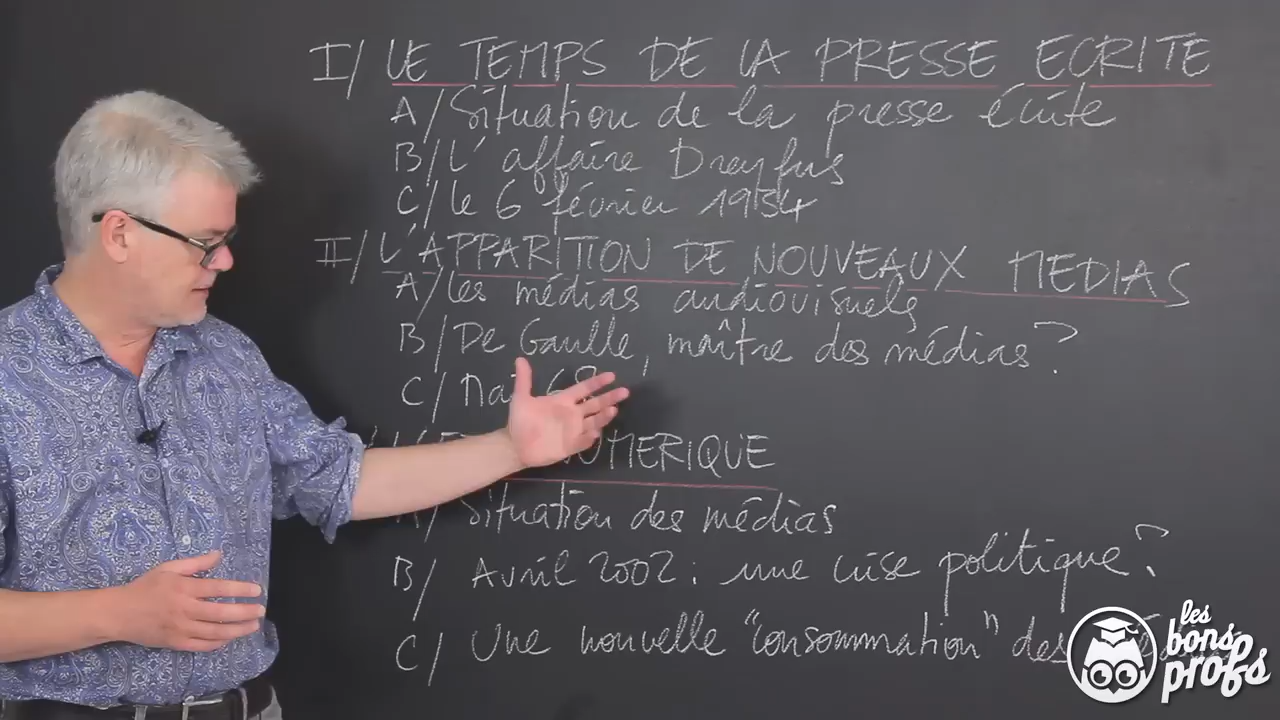 I/ LE TEMPS DE LA PRESSE ECRITE
A/ Situation de la presse écrite
B/ L'affaire Dreyfus
C/ le 6 février 1934
II/ L'APPARITION DE NOUVEAUX MEDIAS
A/ les médias audiovisuels
B/ De Gaulle, maître des médias ?
C/ Mai 68
NUMERIQUE
A/ Situation des médias
B/ Avril 2002 : une crise politique ?
C/ Une nouvelle "consommation" des
les bons profs